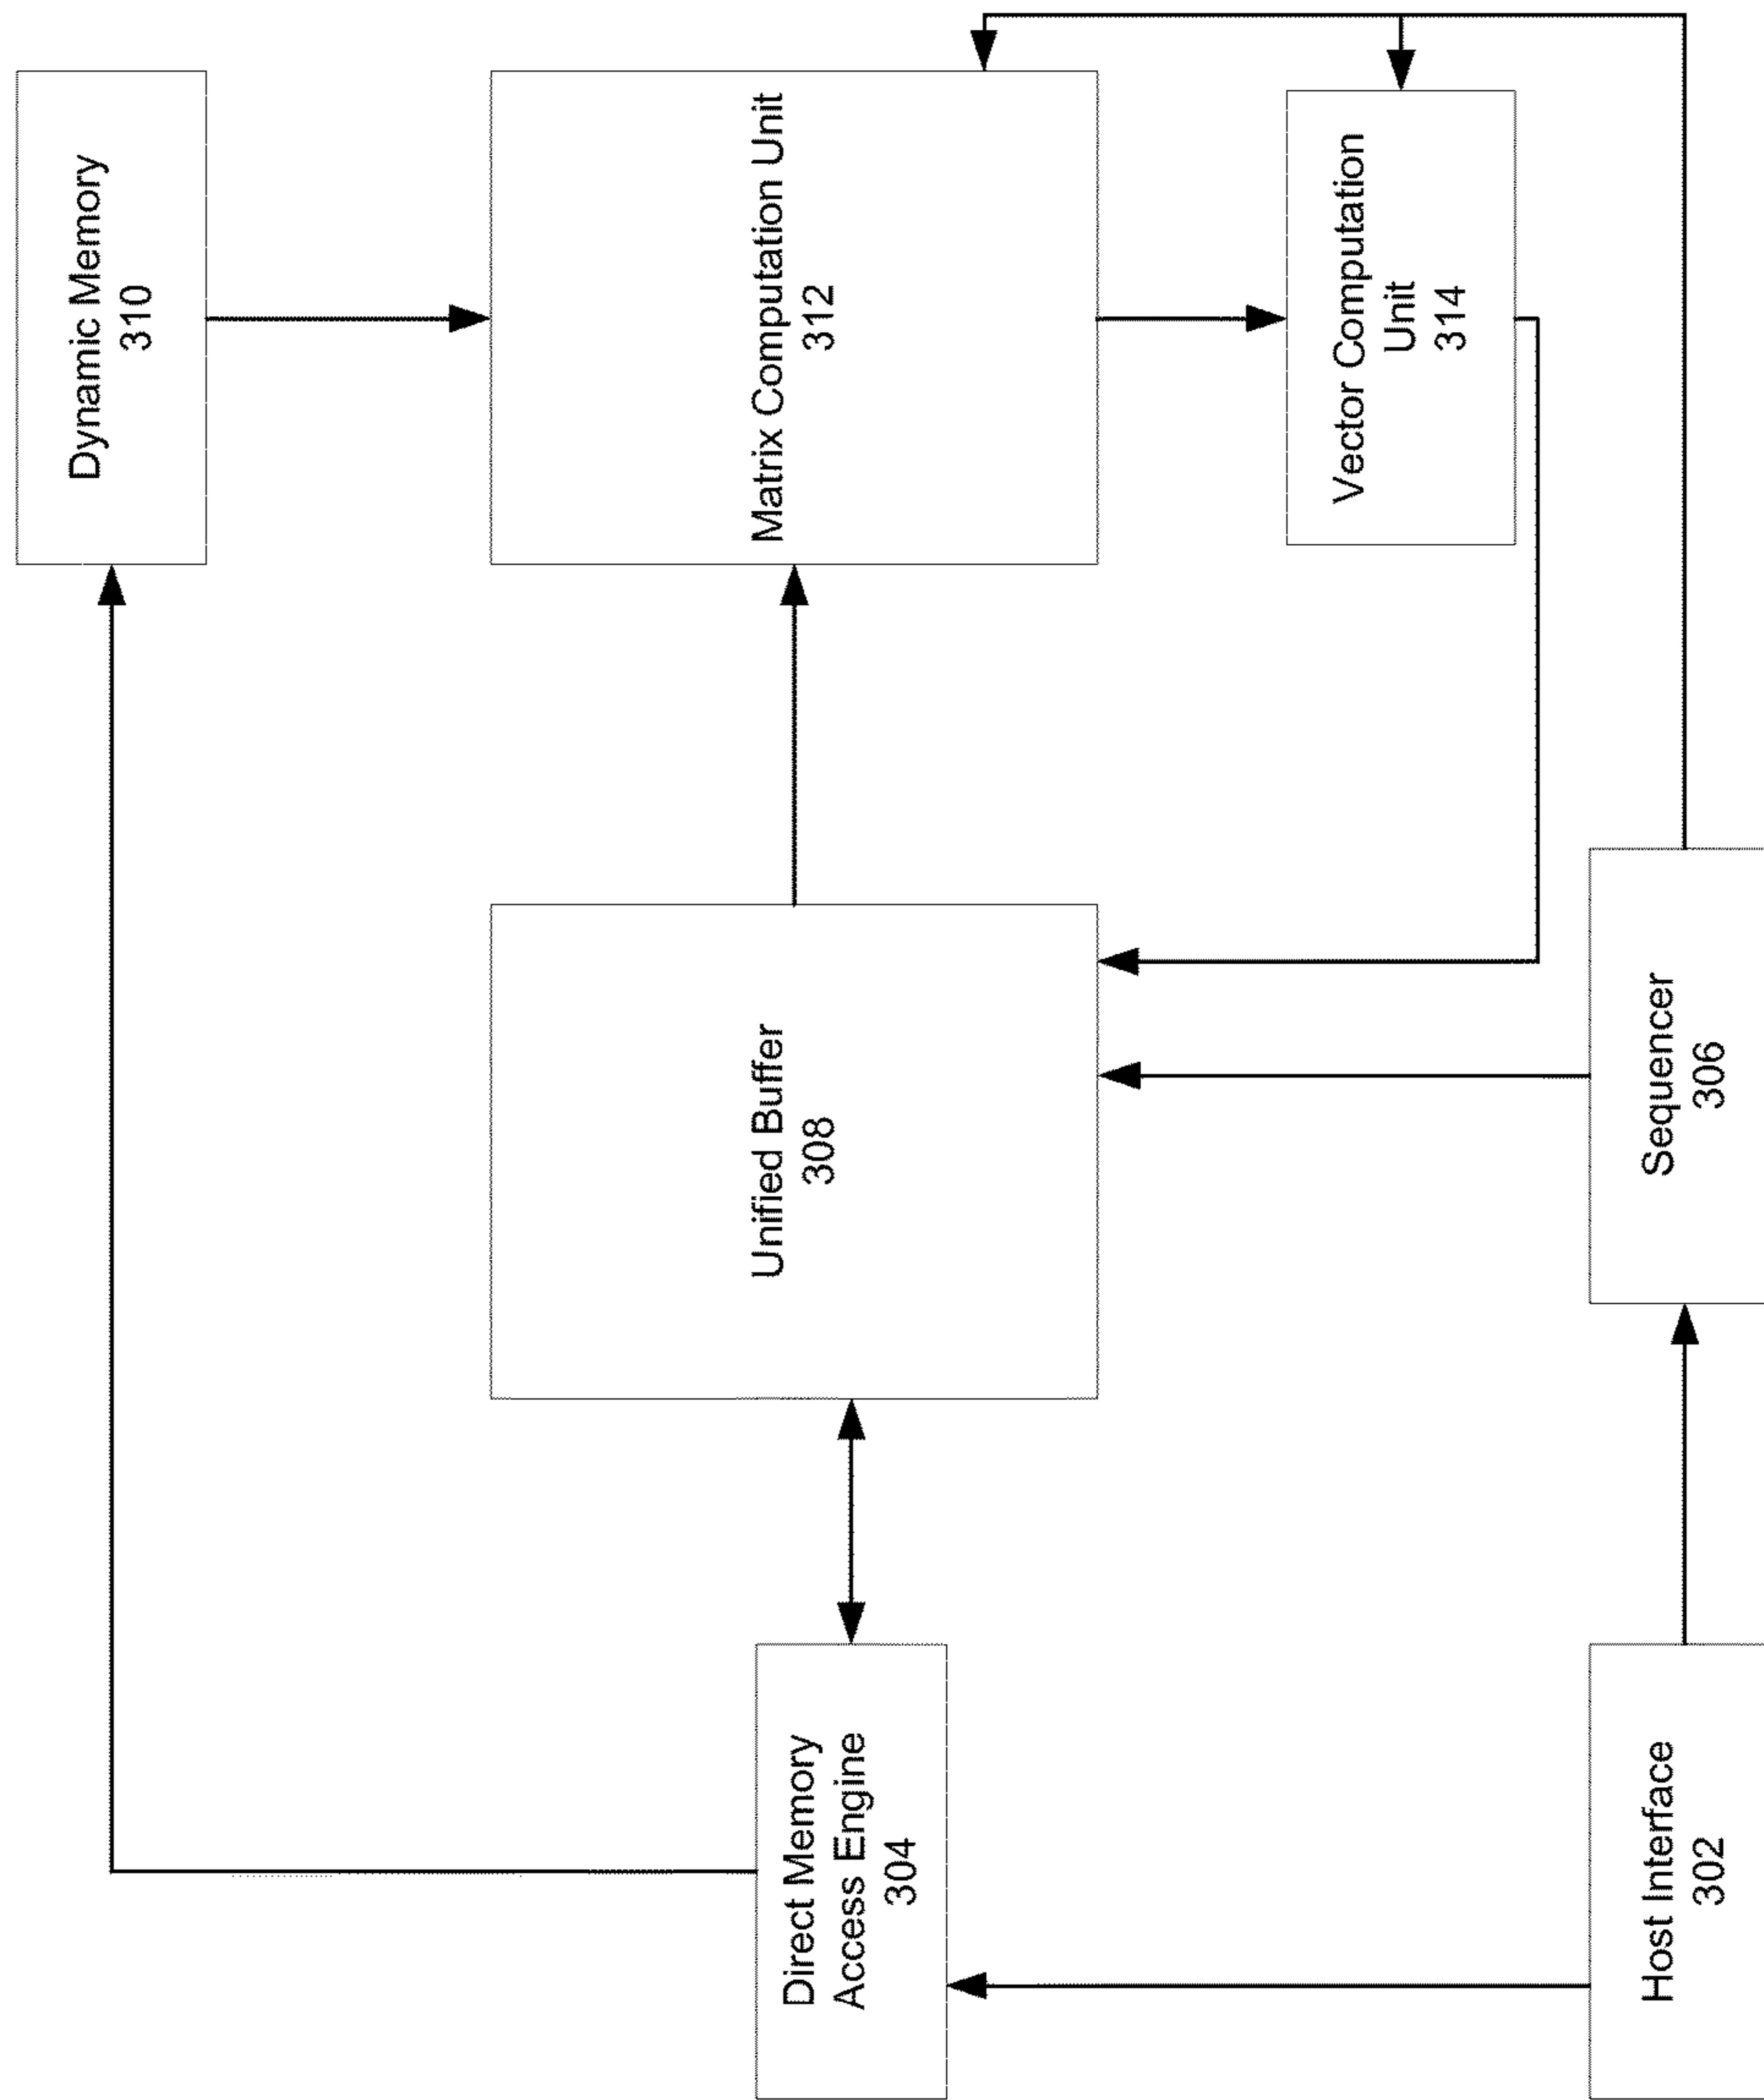 Dynamic Memory
310
Matrix Computation Unit
312
Vector Computation
Unit
314
Unified Buffer
308
Sequencer
306
Direct Memory
Access Engine
304
Host Interface
302